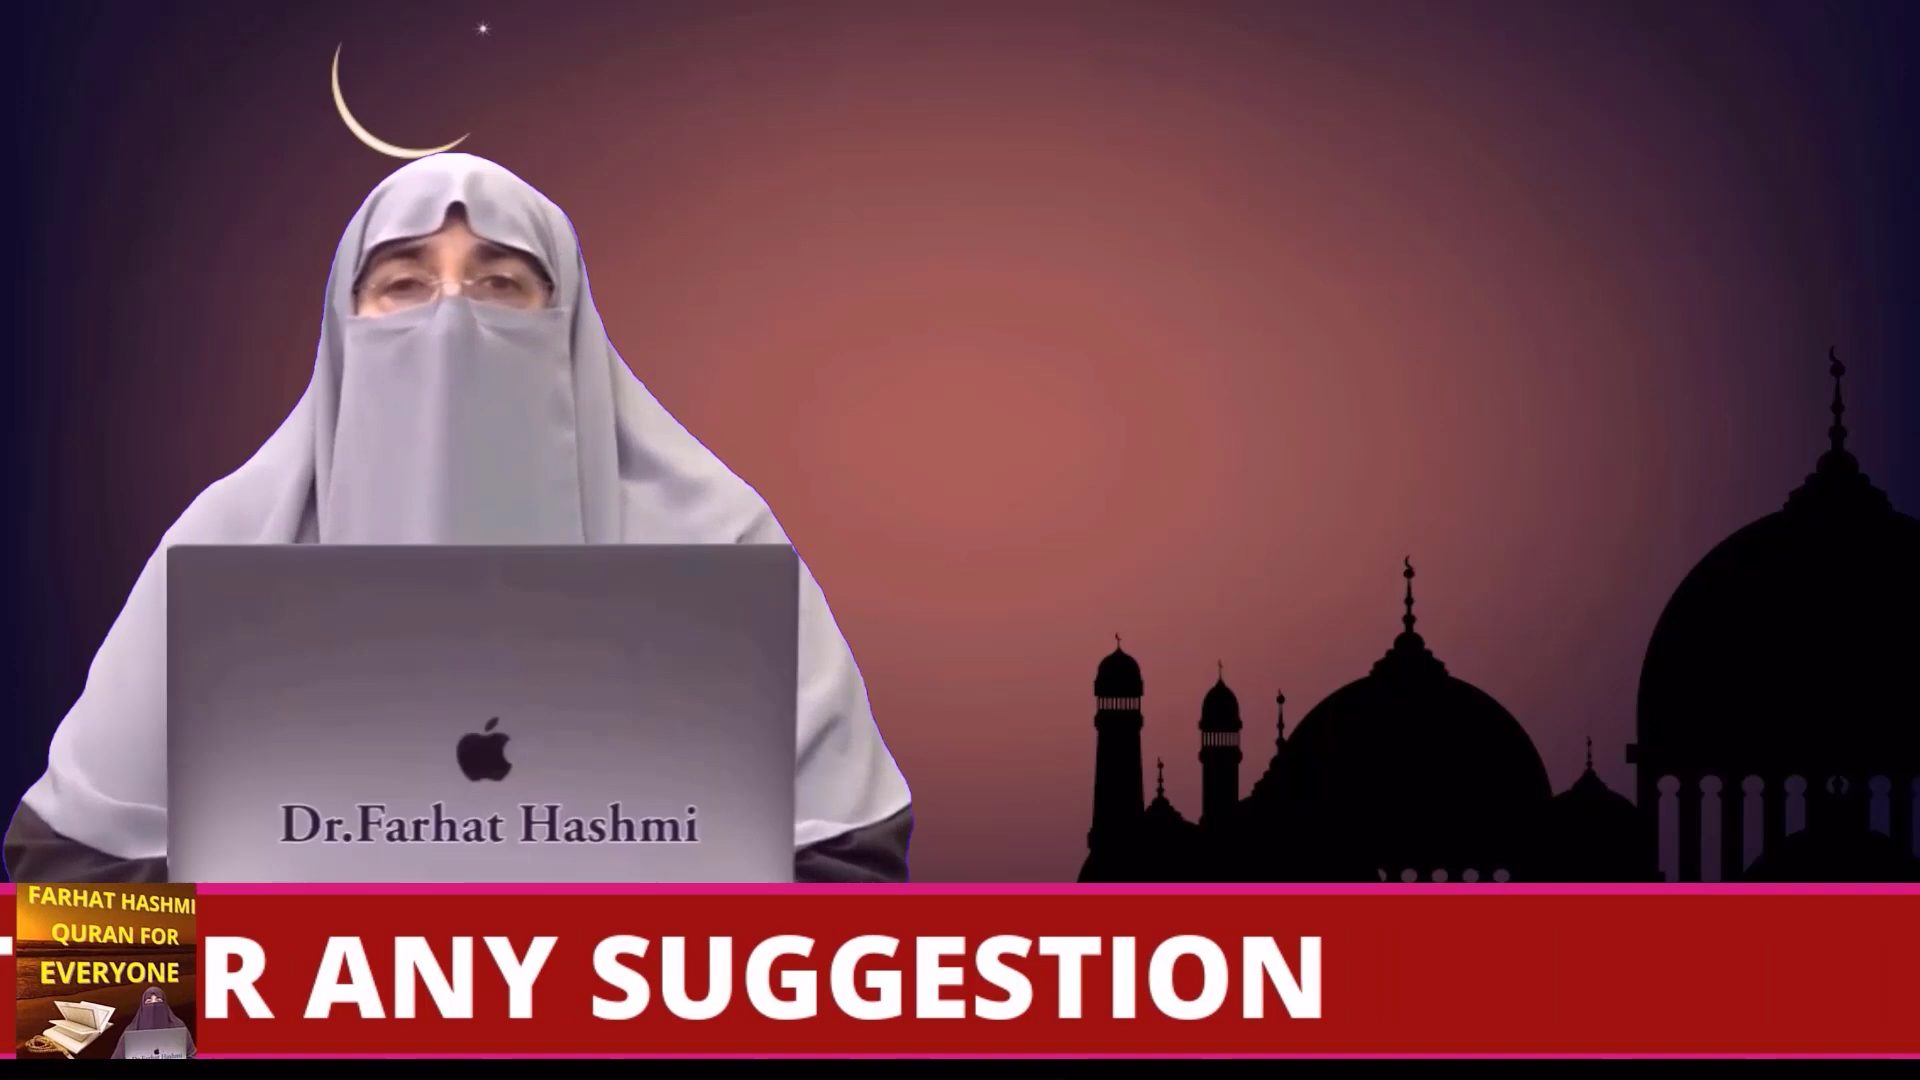 Dr.Farhat Hashmi
FARHAT HASHMI
QURAN FOR
EVERYONE
R ANY SUGGESTION